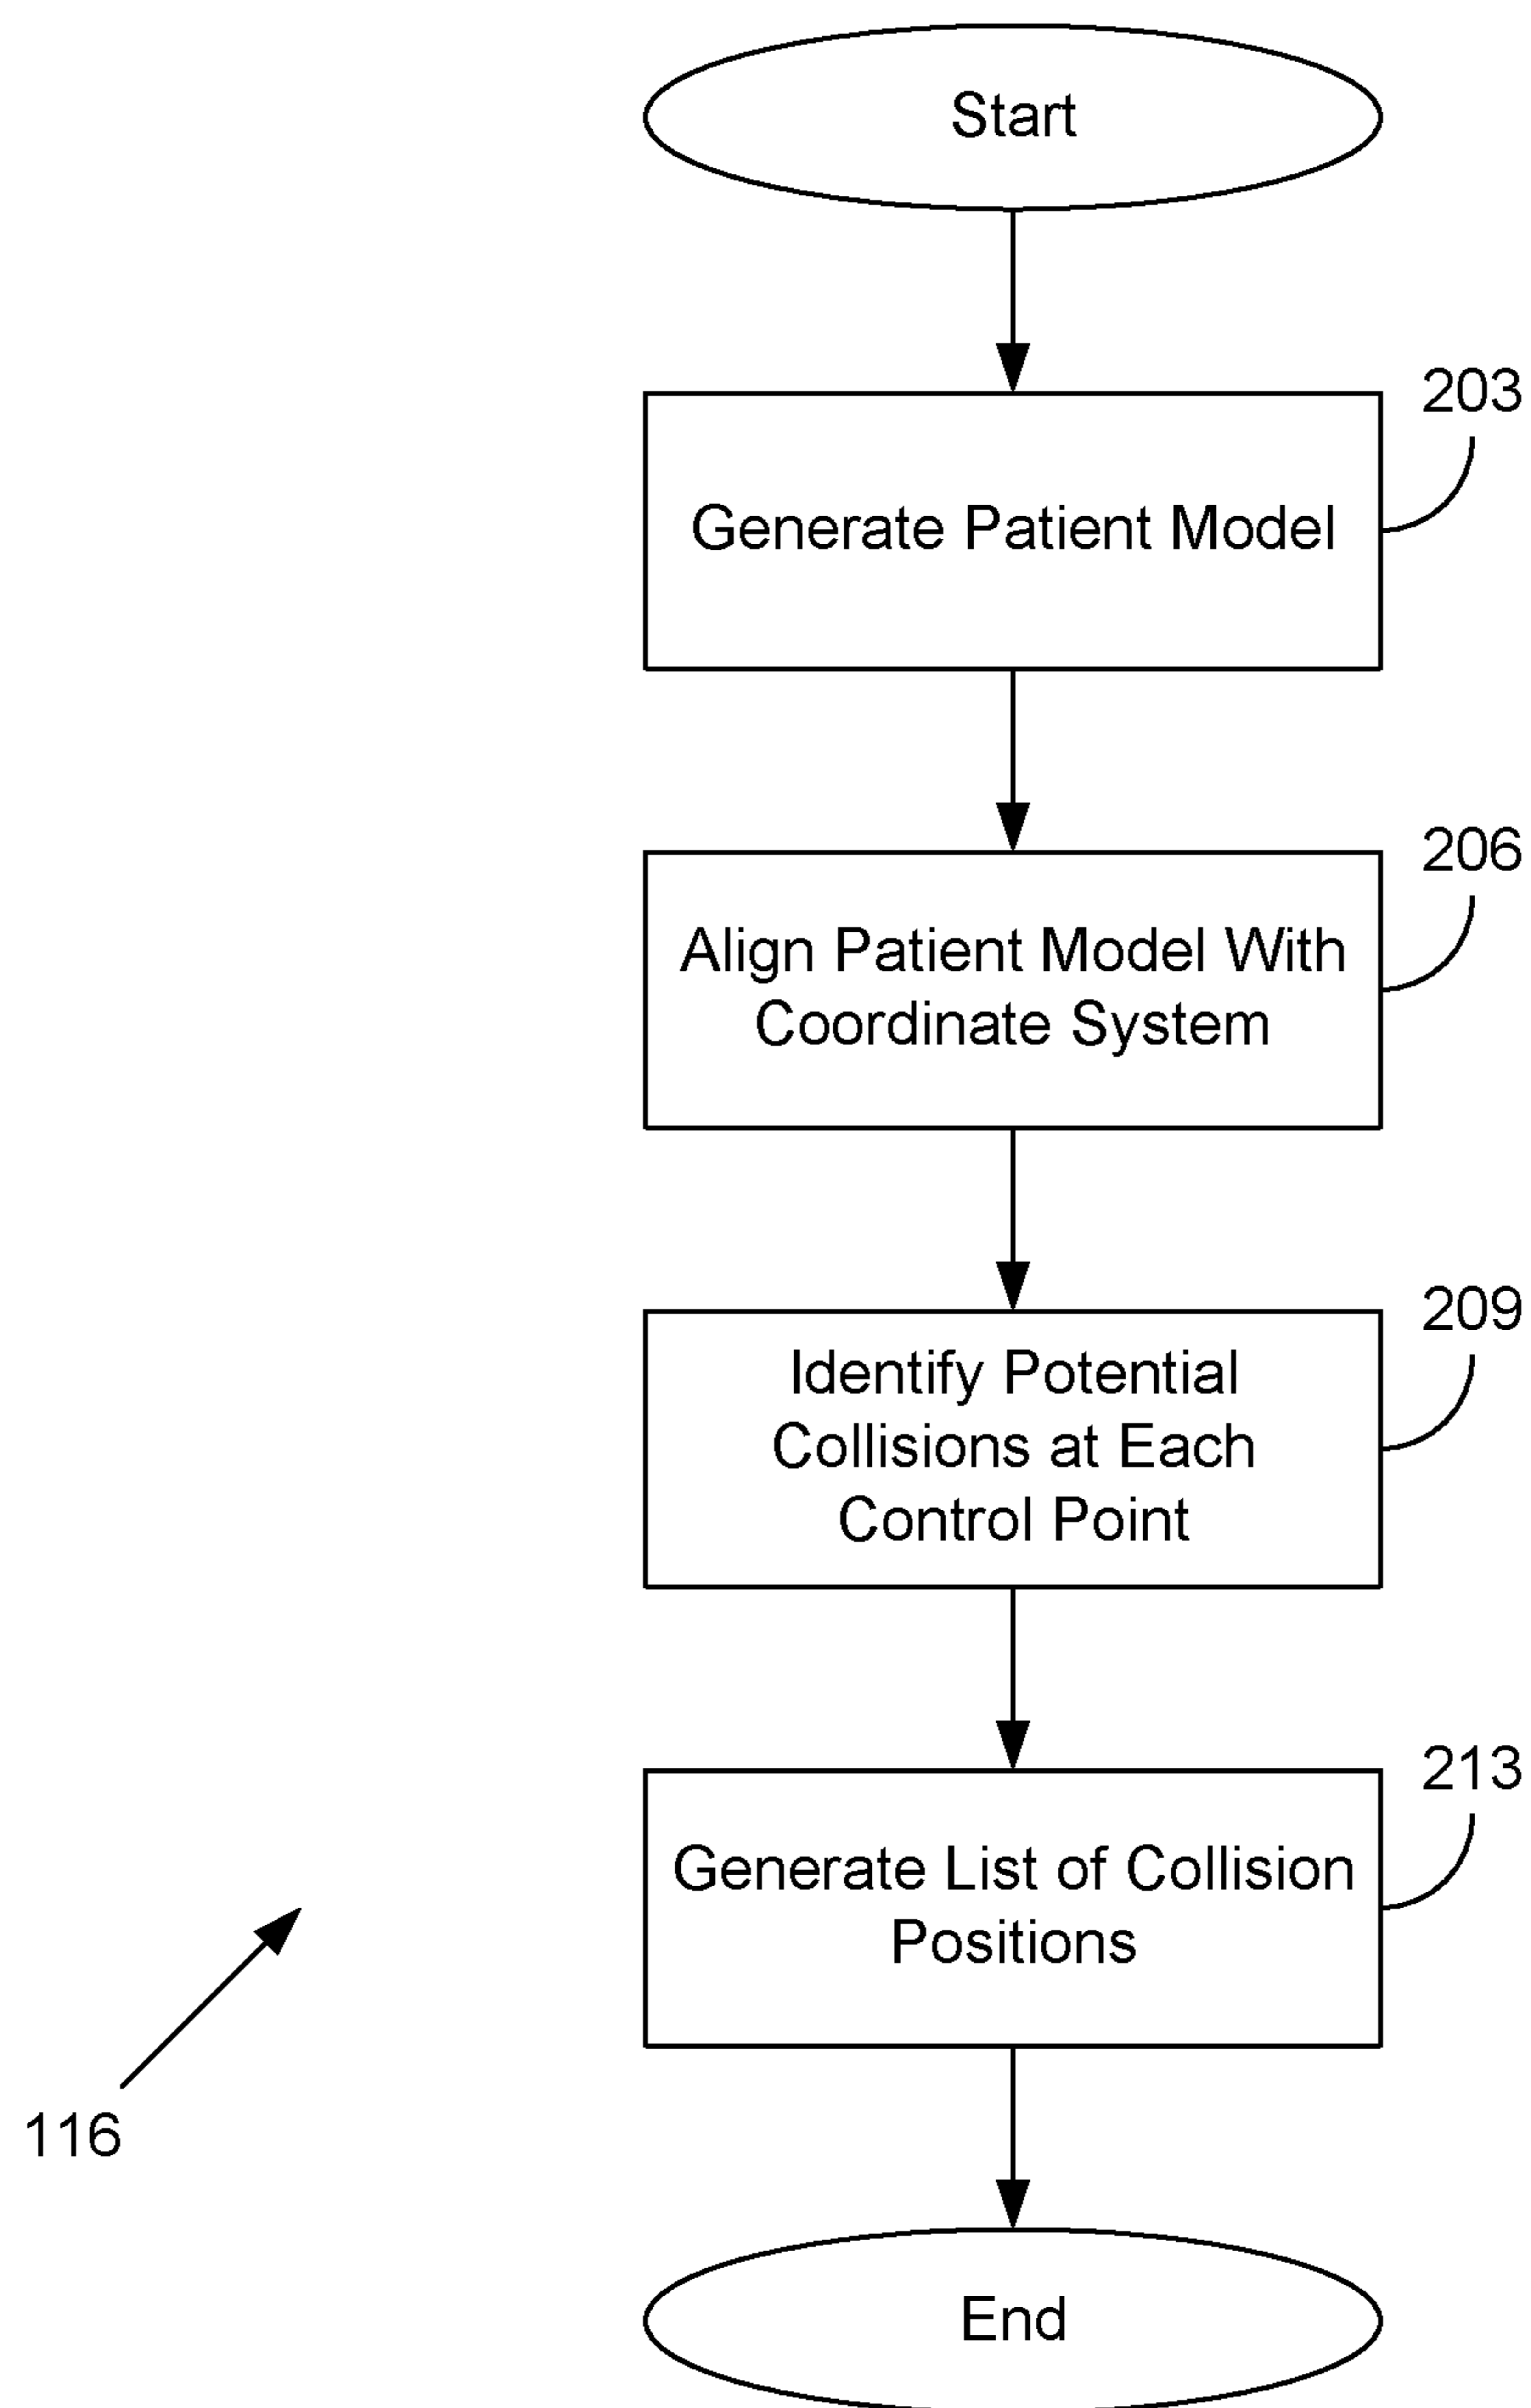 Start
203
Generate Patient Model
206
Align Patient Model With
Coordinate System
209
Identify Potential
Collisions at Each
Control Point
213
Generate List of Collision
Positions
116
End